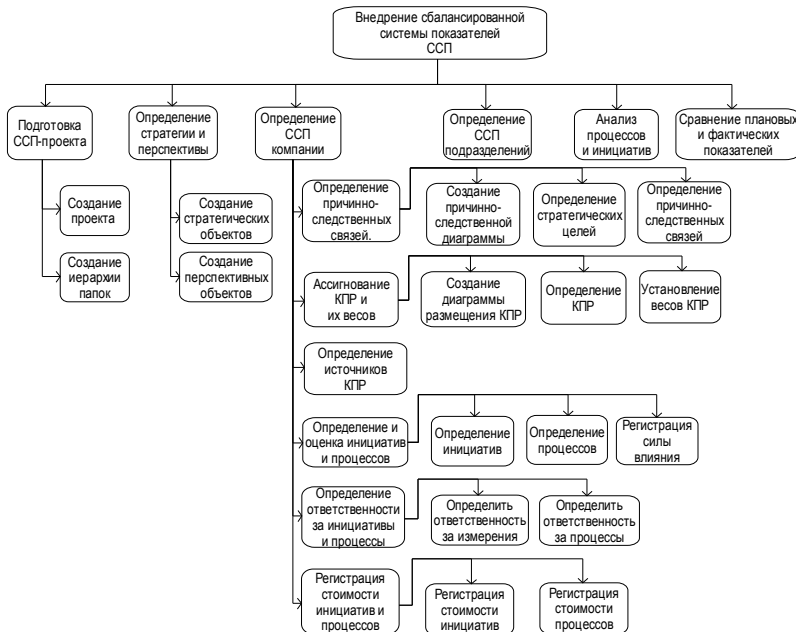 Внедрение сбалансированной
системы показателей
ССП
Подготовка
ССП-проекта
Определение
стратегии и
перспективы
Определение
ССП
компании
Определение
ССП
подразделений
Анализ
процессов
и инициатив
Сравнение плановых
и фактических
показателей
Создание
проекта
Создание
иерархии
папок
Создание
стратегических
объектов
Создание
перспективных
объектов
Определение
причинно-
следственных
связей.
Создание
причинно-
следственной
диаграммы
Определение
стратегических
целей
Определение
причинно-
следственных
связей
Ассигнование
КПР и
их весов
Создание
диаграммы
размещения КПР
Определение
КПР
Установление
весов КПР
Определение
источников
КПР
Определение и
оценка инициатив
и процессов
Определение
инициатив
Определение
процессов
Регистрация
силы
влияния
Определение
ответственности
за инициативы
и процессы
Определить
ответственность
за измерения
Определить
ответственность
за процессы
Регистрация
стоимости
инициатив и
процессов
Регистрация
стоимости
инициатив
Регистрация
стоимости
процессов